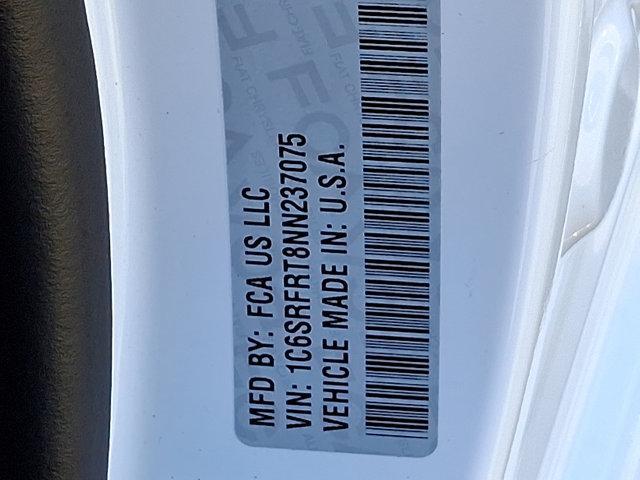 MFD BY: FCA US LLC
VIN: 1C6SRFRT8NN237075
VEHICLE MADE IN: U.S.A.